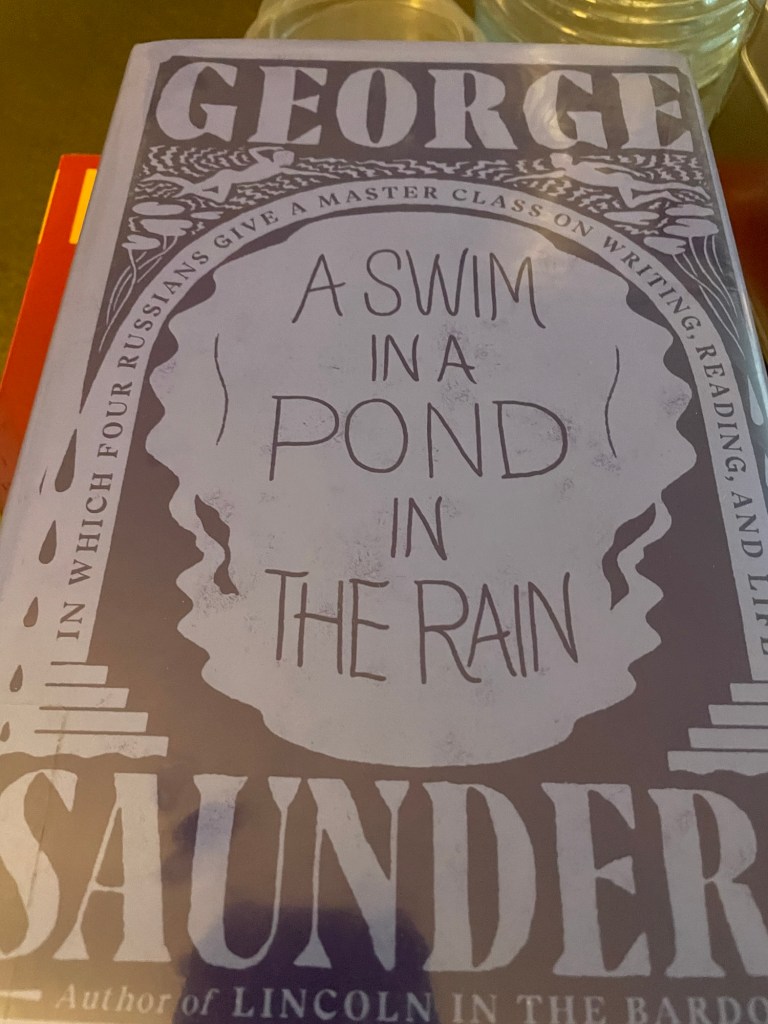 GEORGE
IN WHICH FOUR RUSSIANS GIVE A MASTER CLASS ON WRITING, READING, AND LIFE
A SWIM
IN A
POND
IN
THE RAIN
SAUNDER
Author of LINCOLN IN THE BARDO